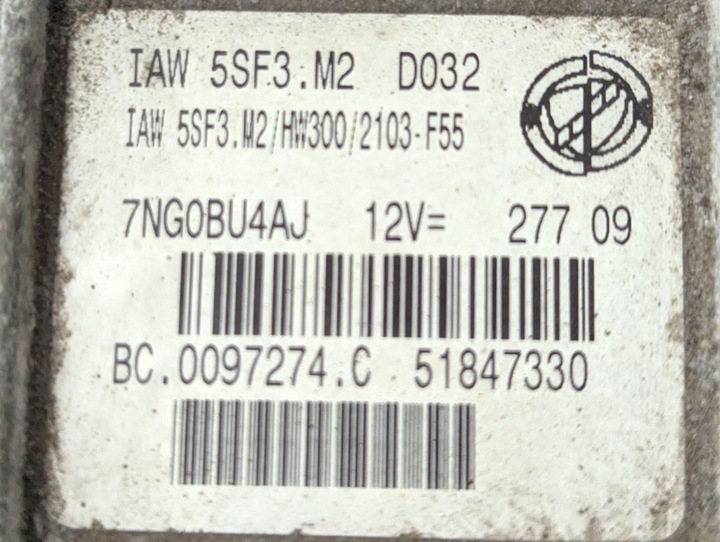 IAW 5SF3.M2 D032
IAW 5SF3.M2/HW300/2103-F55
7NG0BU4AJ 12V= 277 09
BC.0097274.C 51847330